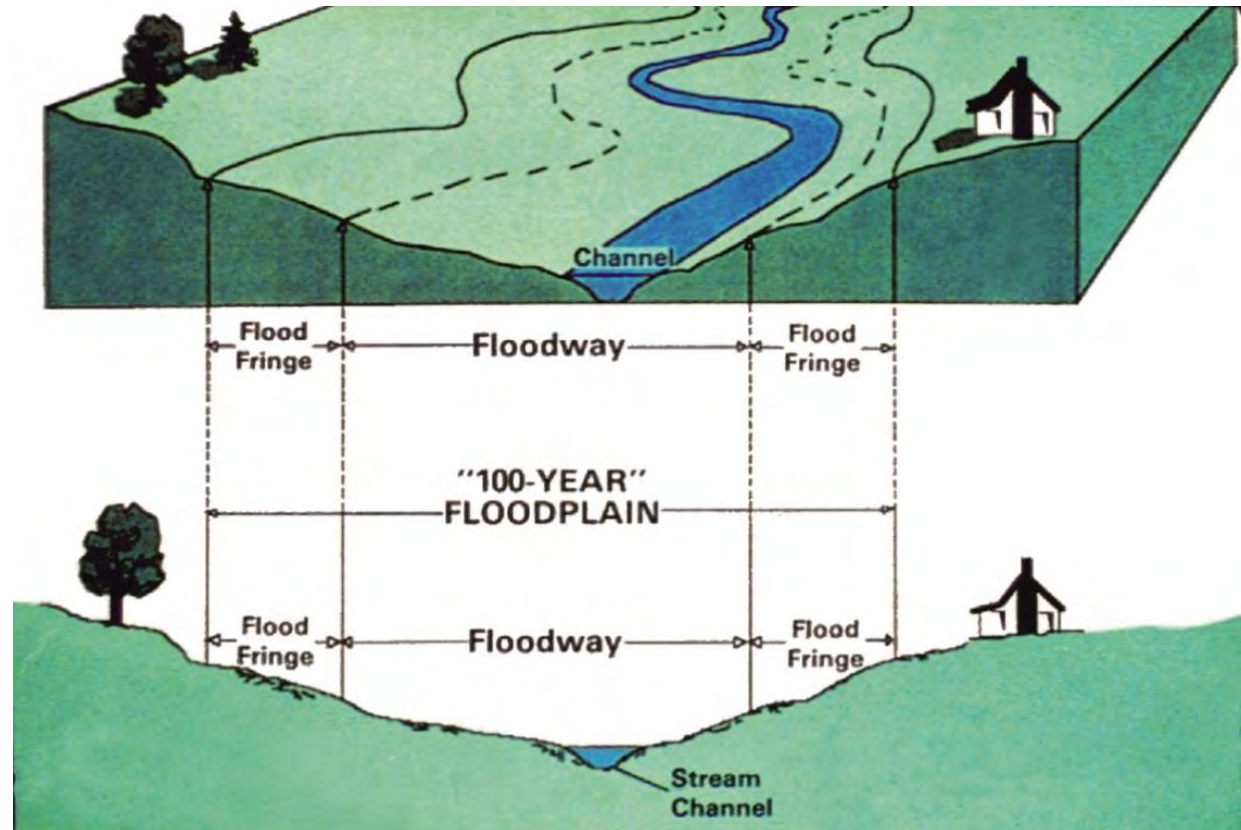 Channel
Flood
Fringe
Floodway
Flood
Fringe
"100-YEAR"
FLOODPLAIN
Flood
Fringe
Floodway
Flood
Fringe
Stream
Channel